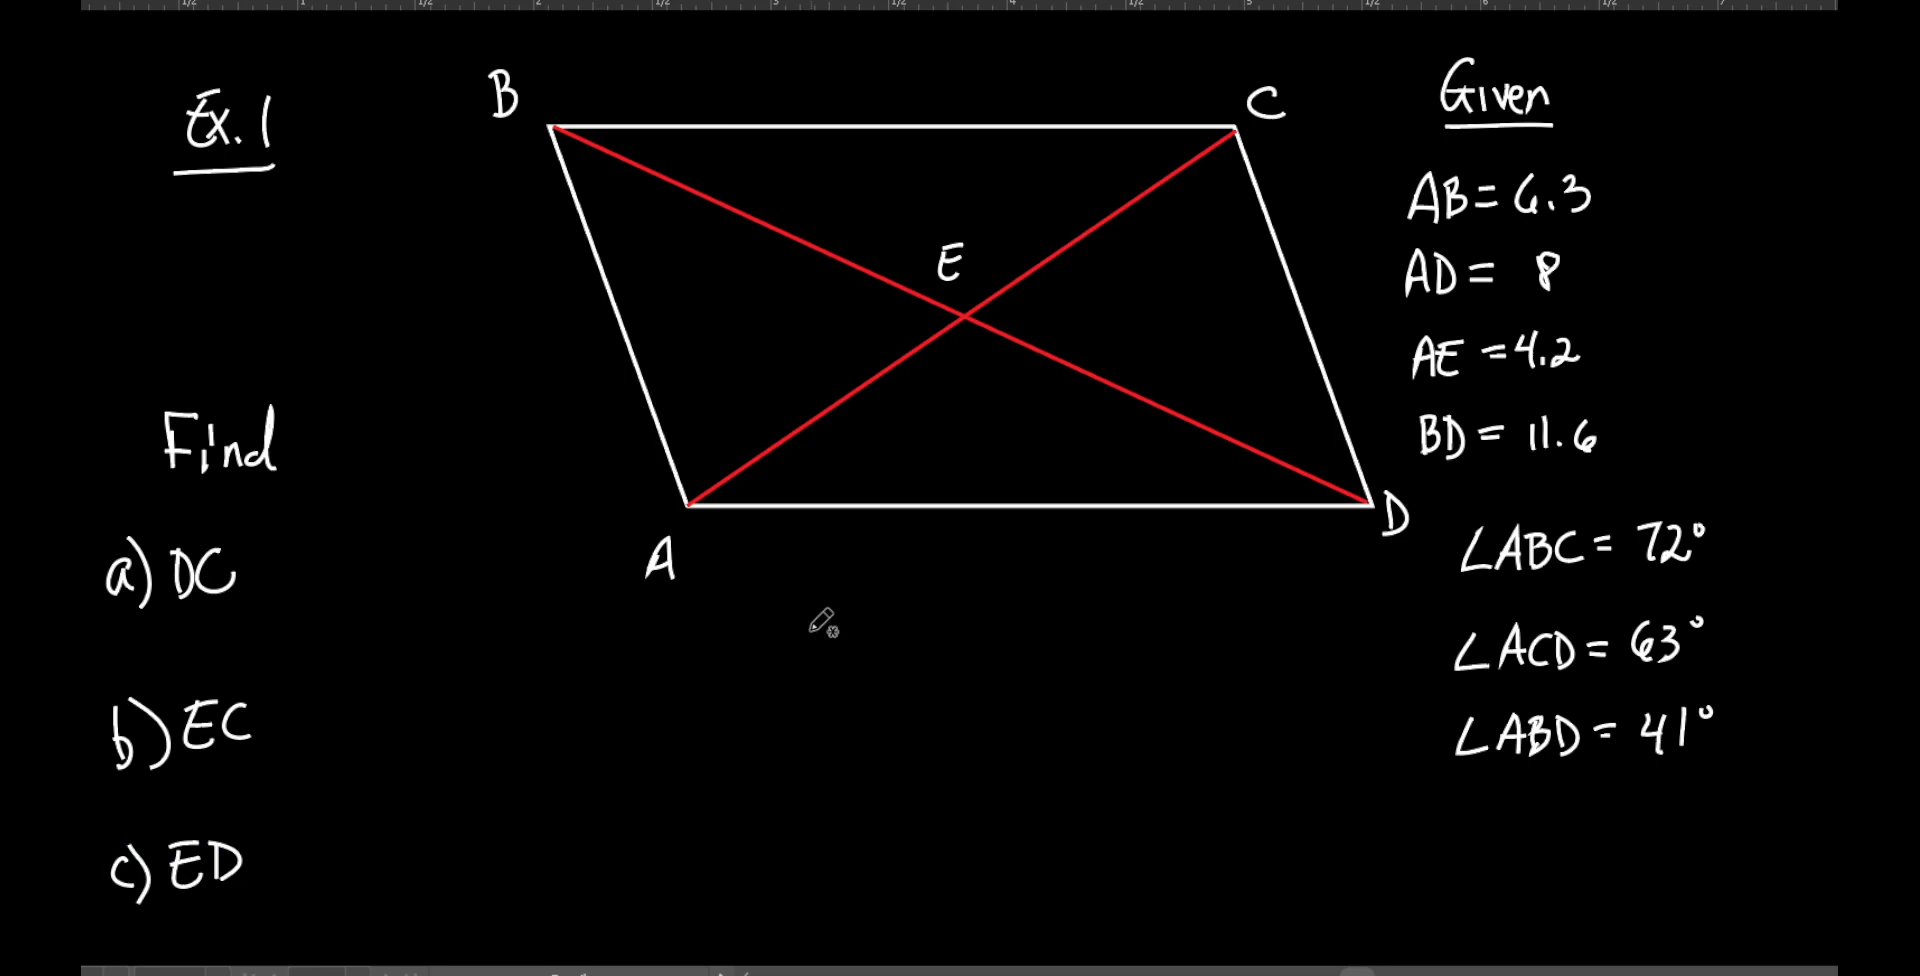 Ex. 1
B
C
E
A
D
Given
AB = 6.3
AD = 8
AE = 4.2
BD = 11.6
∠ABC = 72°
∠ACD = 63°
∠ABD = 41°
Find
a) DC
b) EC
c) ED